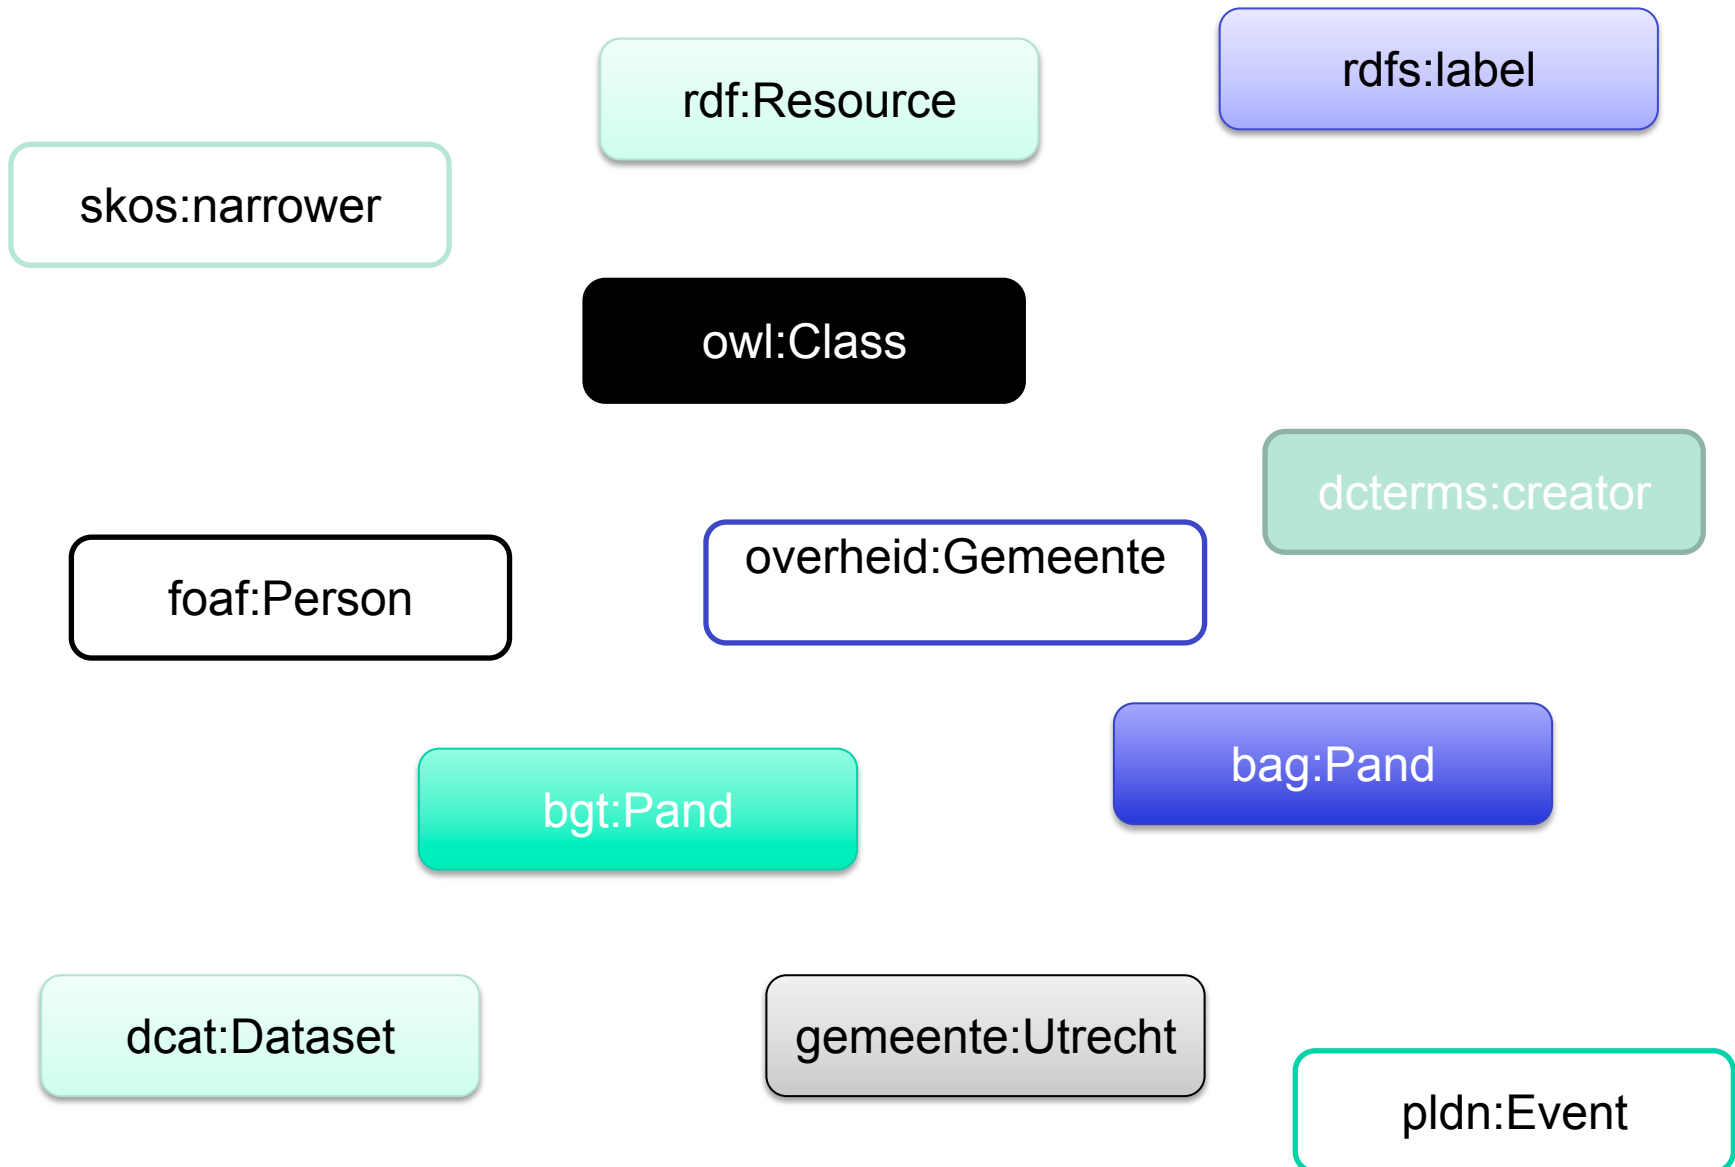 rdfs:label
rdf:Resource
skos:narrower
owl:Class
dcterms:creator
overheid:Gemeente
foaf:Person
bag:Pand
bgt:Pand
dcat:Dataset
gemeente:Utrecht
pldn:Event